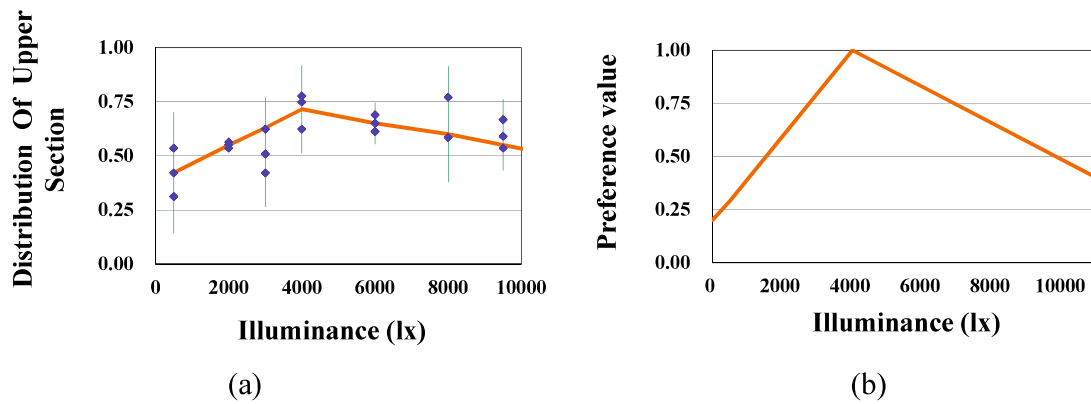 Distribution Of Upper
Section
1.00
0.75
0.50
0.25
0.00
0 2000 4000 6000 8000 10000
Illuminance (lx)
(a)
Preference value
1.00
0.75
0.50
0.25
0.00
0 2000 4000 6000 8000 10000
Illuminance (lx)
(b)